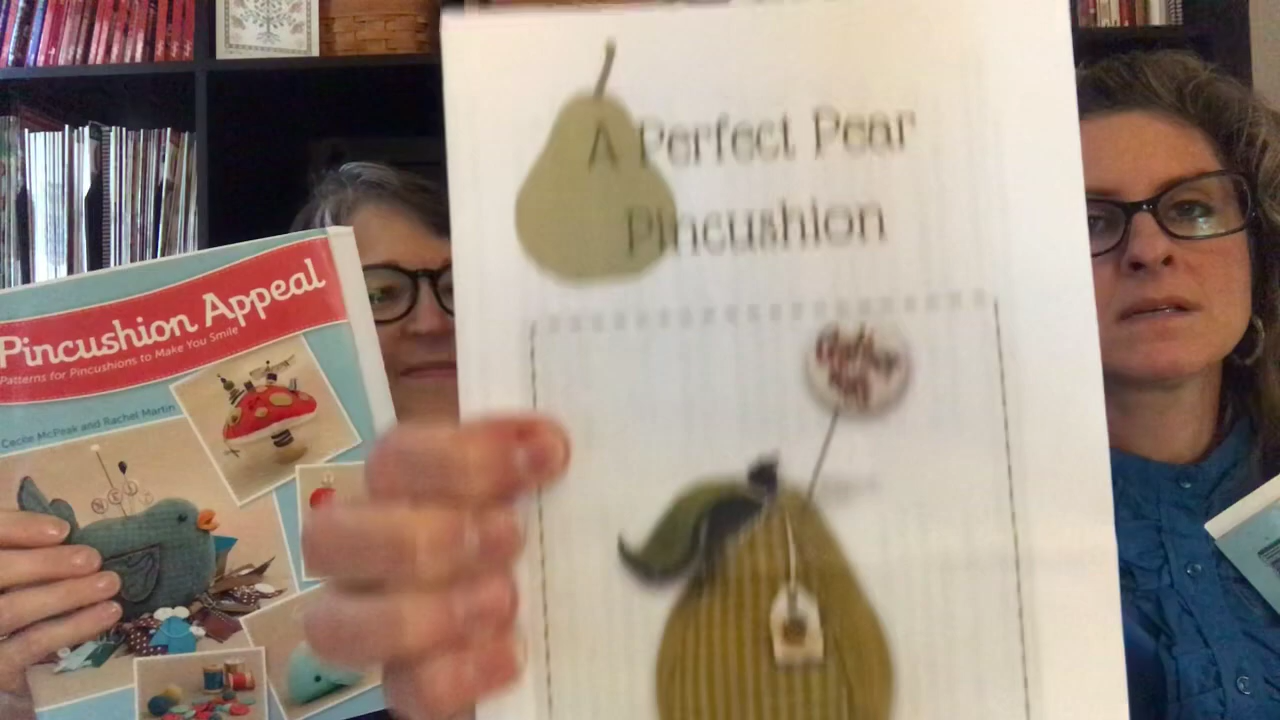 Pincushion Appeal
Patterns for Pincushions to Make You Smile
Cecile McPeak and Rachel Martin
A Perfect Pear
Pincushion